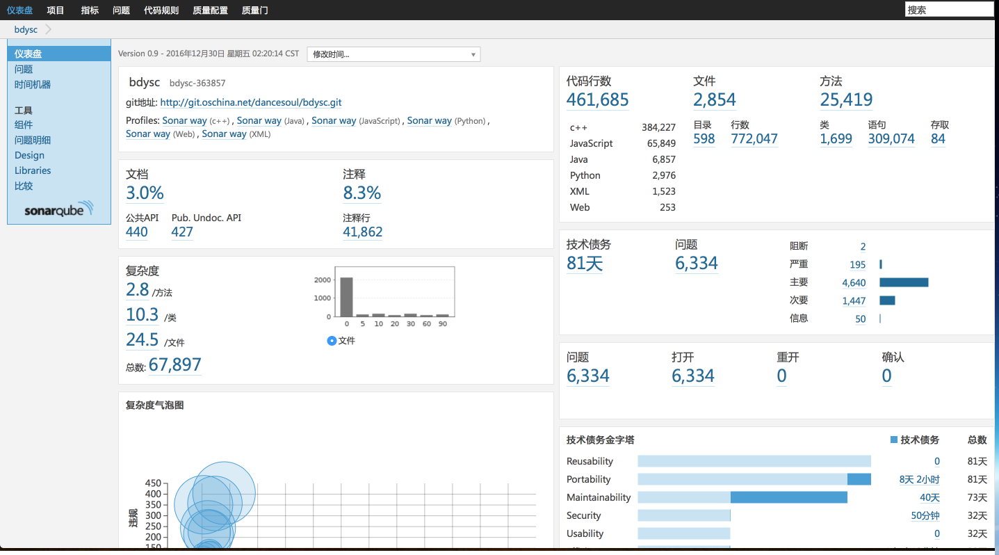 仪表盘 项目 指标 问题 代码规则 质量配置 质量门 搜索
bdysc
仪表盘
问题
时间机器
工具
组件
问题明细
Design
Libraries
比较
sonarqube
Version 0.9 - 2016年12月30日 星期五 02:20:14 CST 修改时间...
bdysc bdysc-363857
git地址: http://git.oschina.net/dancesoul/bdysc.git
Profiles: Sonar way (c++) , Sonar way (Java) , Sonar way (JavaScript) , Sonar way (Python) ,
Sonar way (Web) , Sonar way (XML)
文档 注释
3.0% 8.3%
公共API Pub. Undoc. API 注释行
440 427 41,862
复杂度
2.8 /方法
10.3 /类
24.5 /文件
总数: 67,897
2000
1000
0
0 5 10 20 30 60 90
文件
复杂度气泡图
450
400
350
300
250
200
150
违规
代码行数 文件 方法
461,685 2,854 25,419
目录 行数 类 语句 存取
598 772,047 1,699 309,074 84
c++ 384,227
JavaScript 65,849
Java 6,857
Python 2,976
XML 1,523
Web 253
技术债务 问题
81天 6,334
阻断 2
严重 195
主要 4,640
次要 1,447
信息 50
问题 打开 重开 确认
6,334 6,334 0 0
技术债务金字塔 技术债务 总数
Reusability 0 81天
Portability 8天 2小时 81天
Maintainability 40天 73天
Security 50分钟 32天
Usability 0 32天